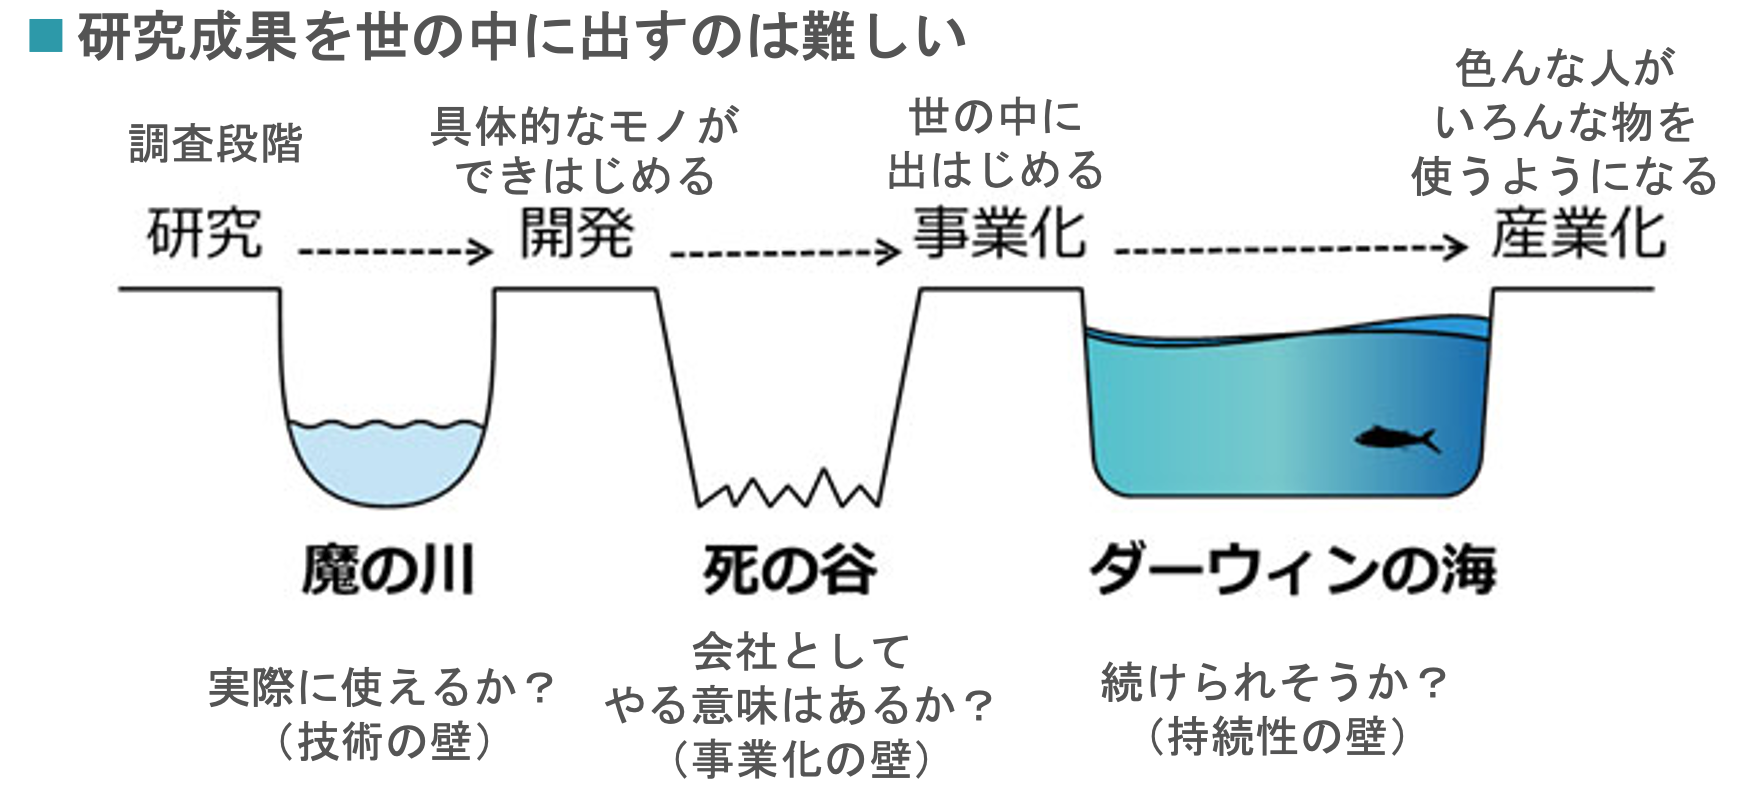 研究成果を世の中に出すのは難しい
調査段階
具体的なモノが
できはじめる
世の中に
出はじめる
色んな人が
いろんな物を
使うようになる
研究
開発
事業化
産業化
魔の川
死の谷
ダーウィンの海
実際に使えるか？
（技術の壁）
会社として
やる意味はあるか？
（事業化の壁）
続けられそうか？
（持続性の壁）